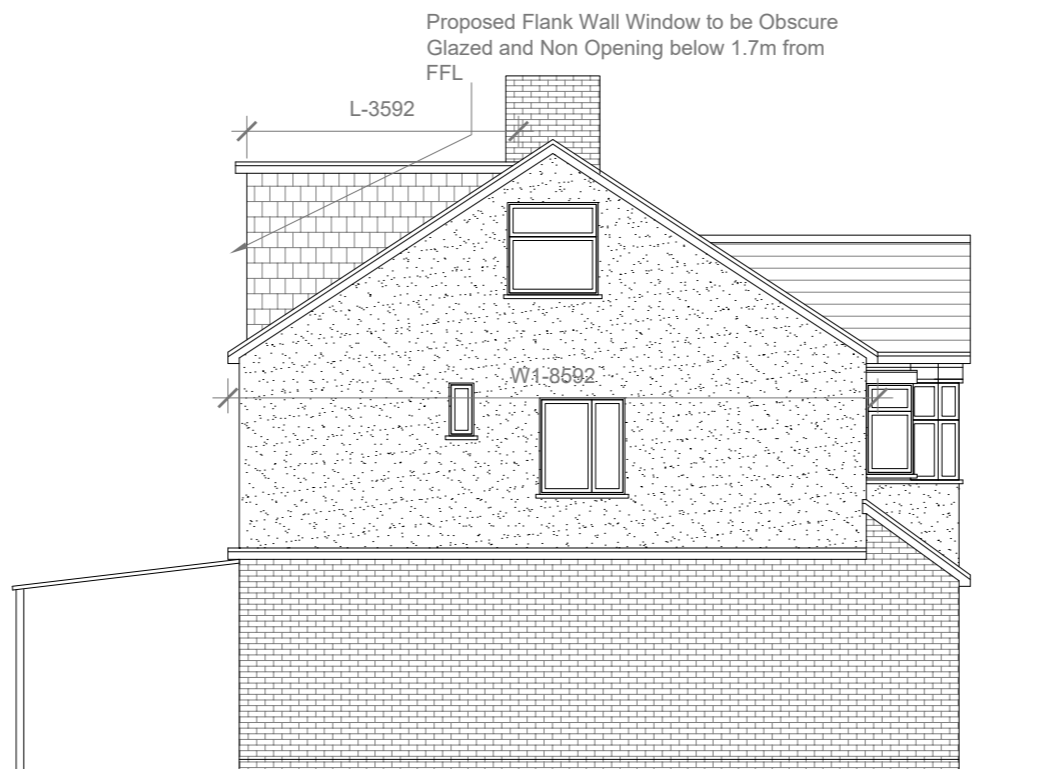 Proposed Flank Wall Window to be Obscure
Glazed and Non Opening below 1.7m from
FFL
L-3592
W1-8592